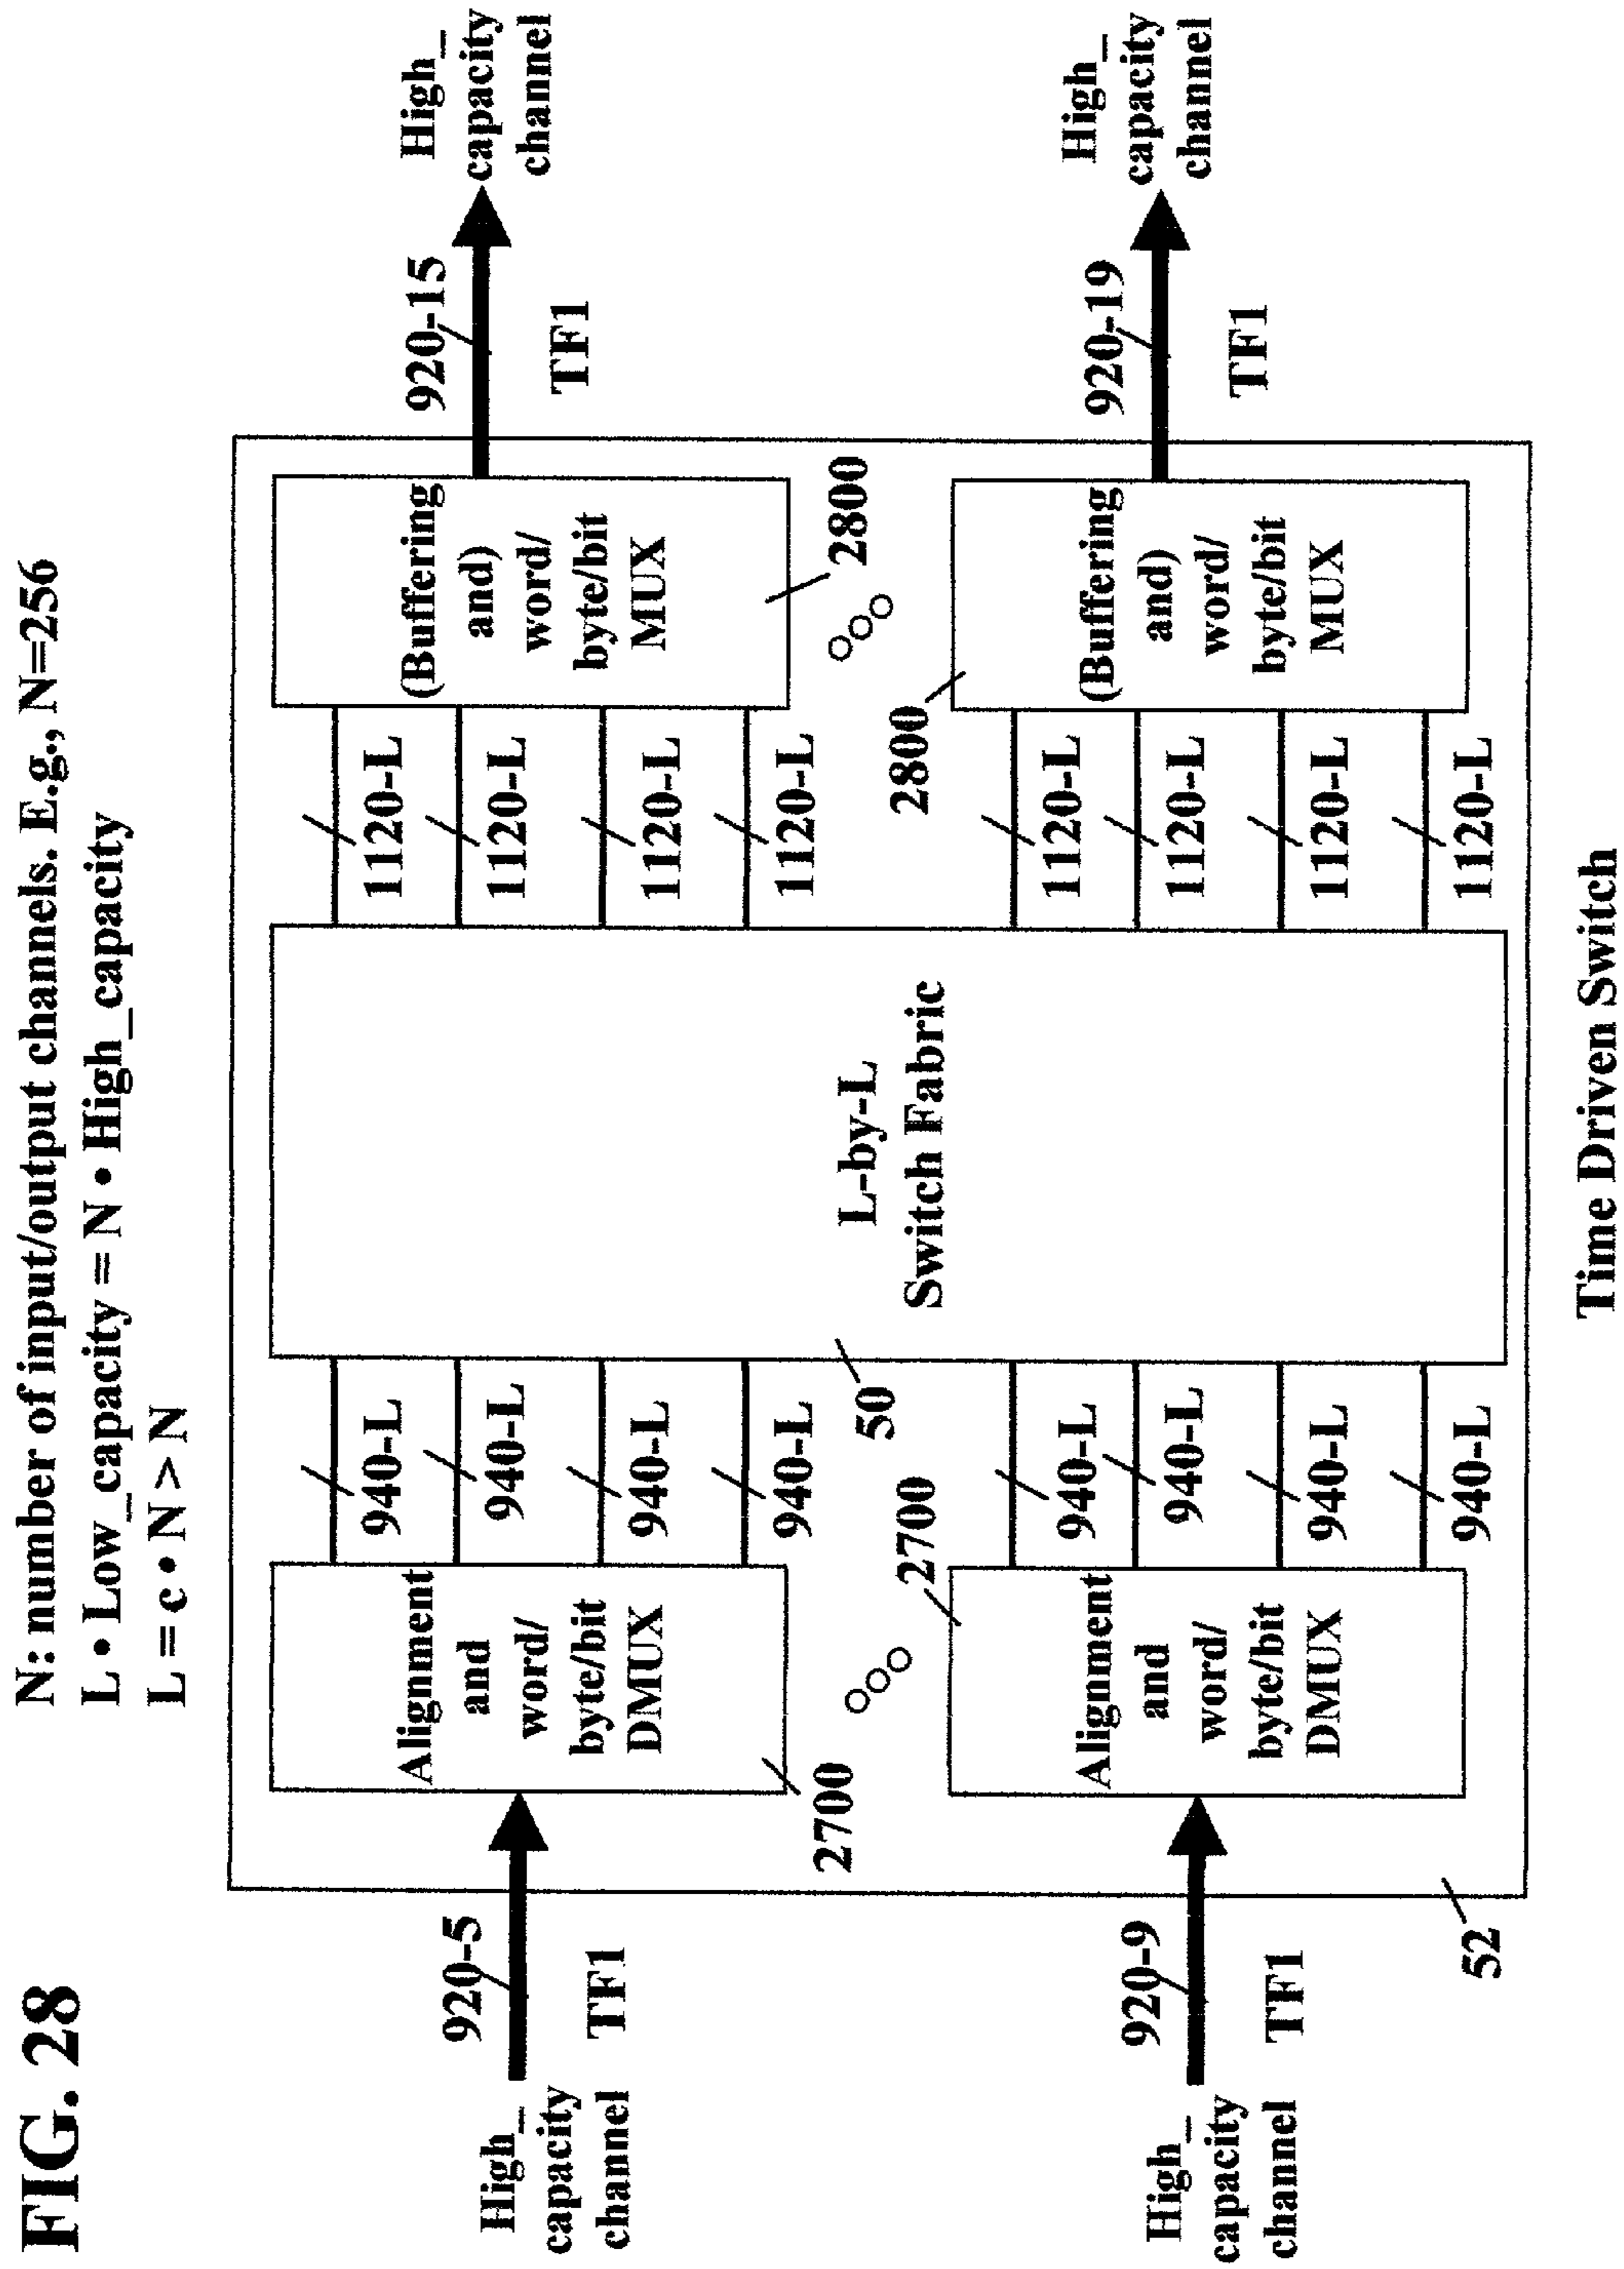 FIG. 28
N: number of input/output channels. E.g., N=256
L • Low_capacity = N • High_capacity
L = c • N > N
High_
capacity
channel
920-5
TF1
Alignment
and
word/
byte/bit
DMUX
2700
940-L
940-L
940-L
940-L
L-by-L
Switch Fabric
50
1120-L
1120-L
1120-L
1120-L
(Buffering
and)
word/
byte/bit
MUX
2800
920-15
TF1
High_
capacity
channel
High_
capacity
channel
920-9
TF1
2700
Alignment
and
word/
byte/bit
DMUX
940-L
940-L
940-L
940-L
1120-L
1120-L
1120-L
1120-L
2800
(Buffering
and)
word/
byte/bit
MUX
920-19
TF1
High_
capacity
channel
52
Time Driven Switch